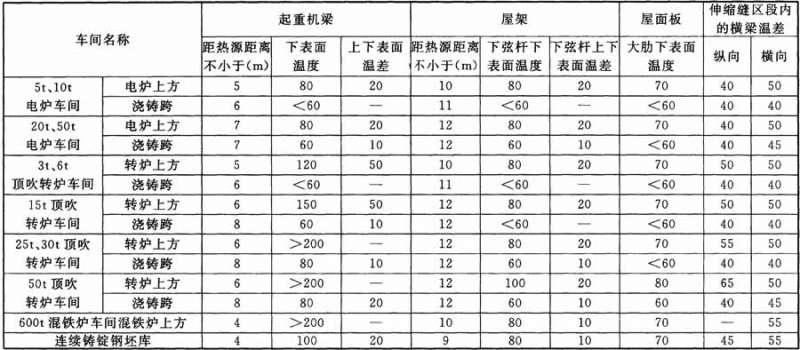 车间名称 起重机梁 屋架 屋面板 伸缩缝区段内的横梁温差
距热源距离不小于(m) 下表面温度 上下表面温差 距热源距离不小于(m) 下弦杆下表面温度 下弦杆上下表面温差 大肋下表面温度 纵向 横向
5t、10t 电炉上方 5 80 20 10 80 20 70 40 50
电炉车间 浇铸跨 6 <60 — 11 <60 — <60 40 40
20t、50t 电炉上方 7 80 20 12 80 20 70 40 50
电炉车间 浇铸跨 7 60 10 12 60 10 <60 40 45
3t、6t 转炉上方 5 120 50 10 80 20 70 50 50
顶吹转炉车间 浇铸跨 6 <60 — 11 <60 — <60 40 40
15t顶吹 转炉上方 6 150 50 12 80 20 70 50 50
转炉车间 浇铸跨 8 60 10 12 <60 — <60 40 40
25t、30t顶吹 转炉上方 6 >200 — 12 80 20 70 55 50
转炉车间 浇铸跨 8 80 10 12 60 10 <60 40 40
50t顶吹 转炉上方 6 >200 — 12 100 20 80 65 50
转炉车间 浇铸跨 8 80 20 12 60 10 60 40 45
600t混铁炉车间混铁炉上方 4 >200 — 10 80 10 70 — 55
连续铸锭钢坯库 4 100 20 9 80 10 70 45 55